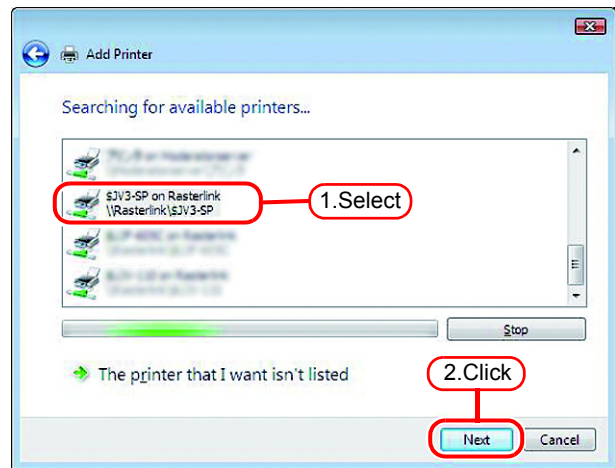 Add Printer
Searching for available printers...
$JV3-SP on Rasterlink
\\Rasterlink\$JV3-SP
1.Select
Stop
The printer that I want isn't listed
2.Click
Next
Cancel